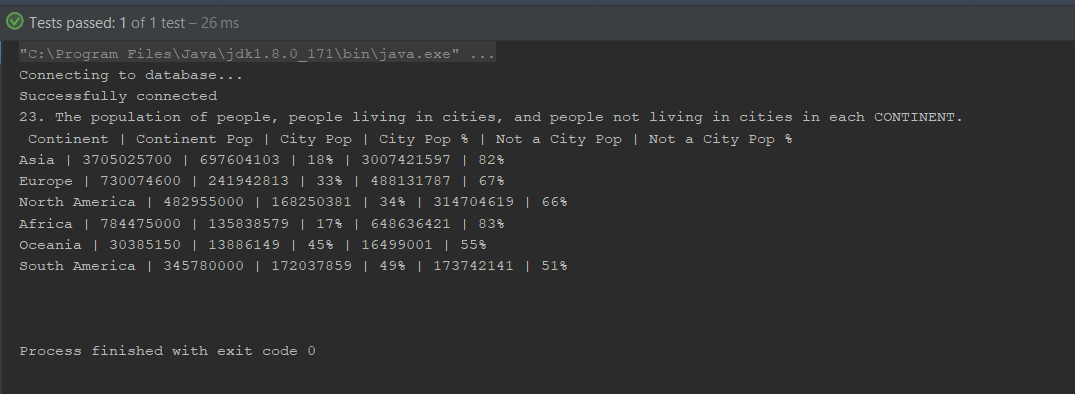 Tests passed: 1 of 1 test – 26 ms
"C:\Program Files\Java\jdk1.8.0_171\bin\java.exe" ...
Connecting to database...
Successfully connected
23. The population of people, people living in cities, and people not living in cities in each CONTINENT.
Continent | Continent Pop | City Pop | City Pop % | Not a City Pop | Not a City Pop %
Asia | 3705025700 | 697604103 | 18% | 3007421597 | 82%
Europe | 730074600 | 241942813 | 33% | 488131787 | 67%
North America | 482955000 | 168250381 | 34% | 314704619 | 66%
Africa | 784475000 | 135838579 | 17% | 648636421 | 83%
Oceania | 30385150 | 13886149 | 45% | 16499001 | 55%
South America | 345780000 | 172037859 | 49% | 173742141 | 51%
Process finished with exit code 0